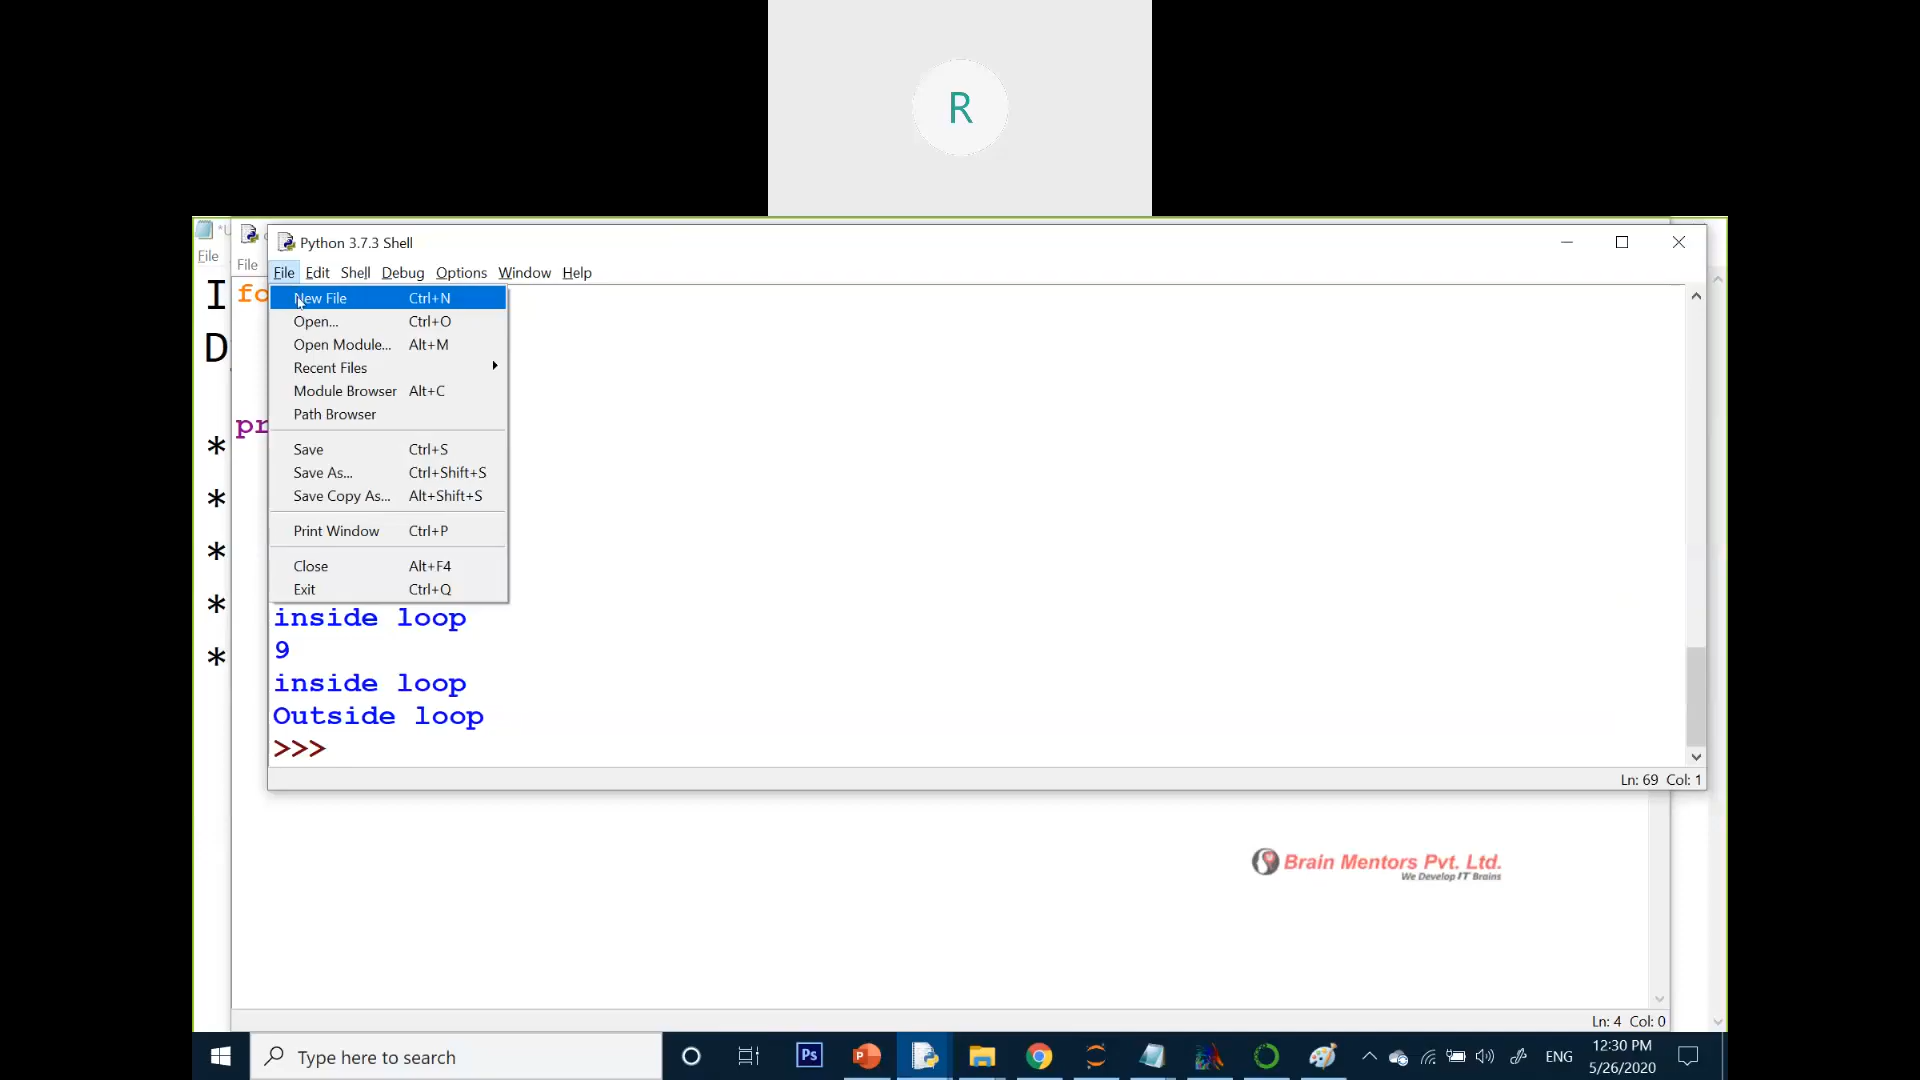 R
Python 3.7.3 Shell
File
File
File Edit Shell Debug Options Window Help
I
fo
D
pr
*
*
*
*
*
New File Ctrl+N
Open... Ctrl+O
Open Module... Alt+M
Recent Files
Module Browser Alt+C
Path Browser
Save Ctrl+S
Save As... Ctrl+Shift+S
Save Copy As... Alt+Shift+S
Print Window Ctrl+P
Close Alt+F4
Exit Ctrl+Q
inside loop
9
inside loop
Outside loop
>>>
Ln: 69 Col: 1
Brain Mentors Pvt. Ltd.
We Develop IT Brains
Ln: 4 Col: 0
Type here to search
Ps
P
ENG
12:30 PM
5/26/2020